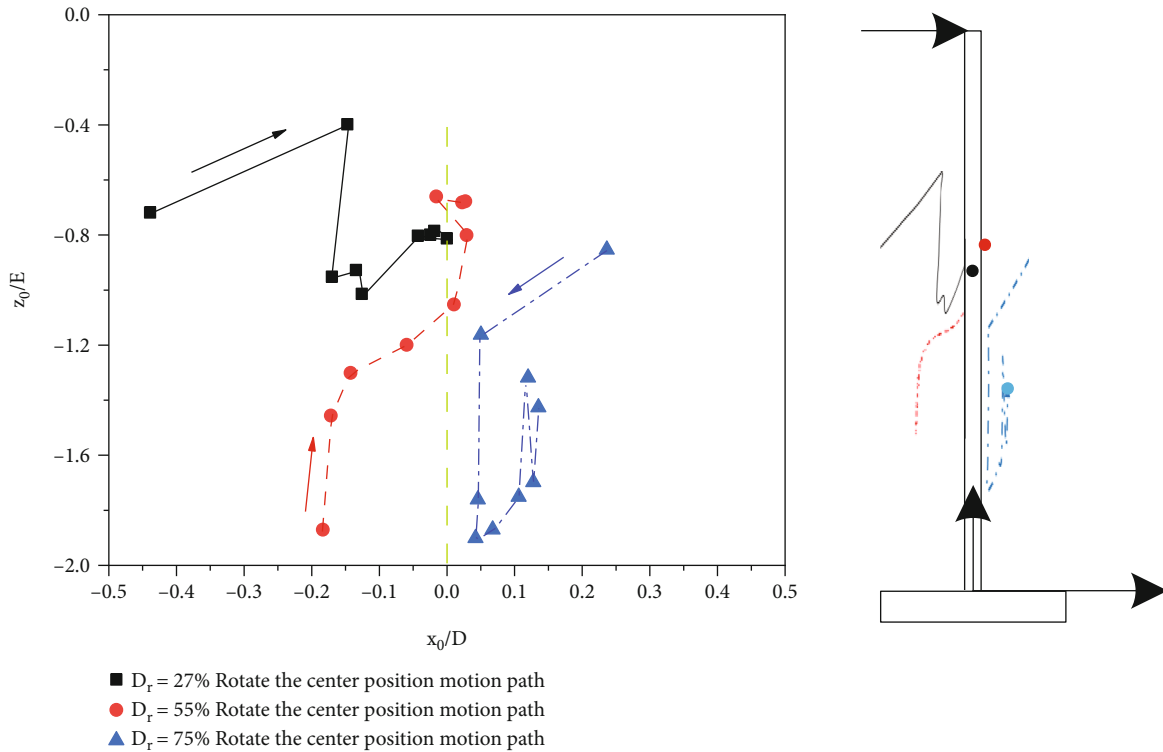 0.0
−0.4
−0.8
−1.2
−1.6
−2.0
z₀/E
−0.5 −0.4 −0.3 −0.2 −0.1 0.0 0.1 0.2 0.3 0.4 0.5
x₀/D
Dᵣ = 27% Rotate the center position motion path
Dᵣ = 55% Rotate the center position motion path
Dᵣ = 75% Rotate the center position motion path